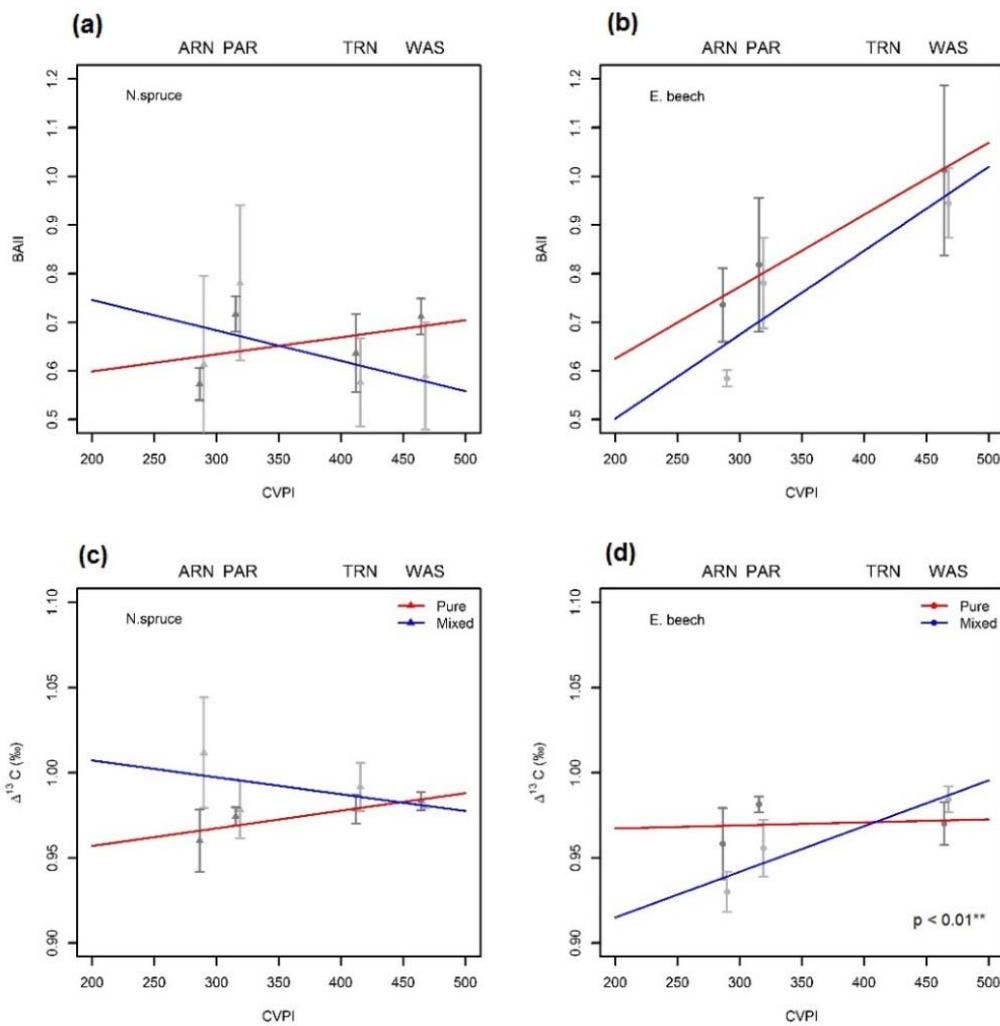 (a)
ARN PAR TRN WAS
N.spruce
BAII
0.5 0.6 0.7 0.8 0.9 1.0 1.1 1.2
200 250 300 350 400 450 500
CVPI
(b)
ARN PAR TRN WAS
E. beech
BAII
0.5 0.6 0.7 0.8 0.9 1.0 1.1 1.2
200 250 300 350 400 450 500
CVPI
(c)
ARN PAR TRN WAS
N.spruce
Pure
Mixed
Δ13 C (‰)
0.90 0.95 1.00 1.05 1.10
200 250 300 350 400 450 500
CVPI
(d)
ARN PAR TRN WAS
E. beech
Pure
Mixed
Δ13 C (‰)
0.90 0.95 1.00 1.05 1.10
p < 0.01**
200 250 300 350 400 450 500
CVPI